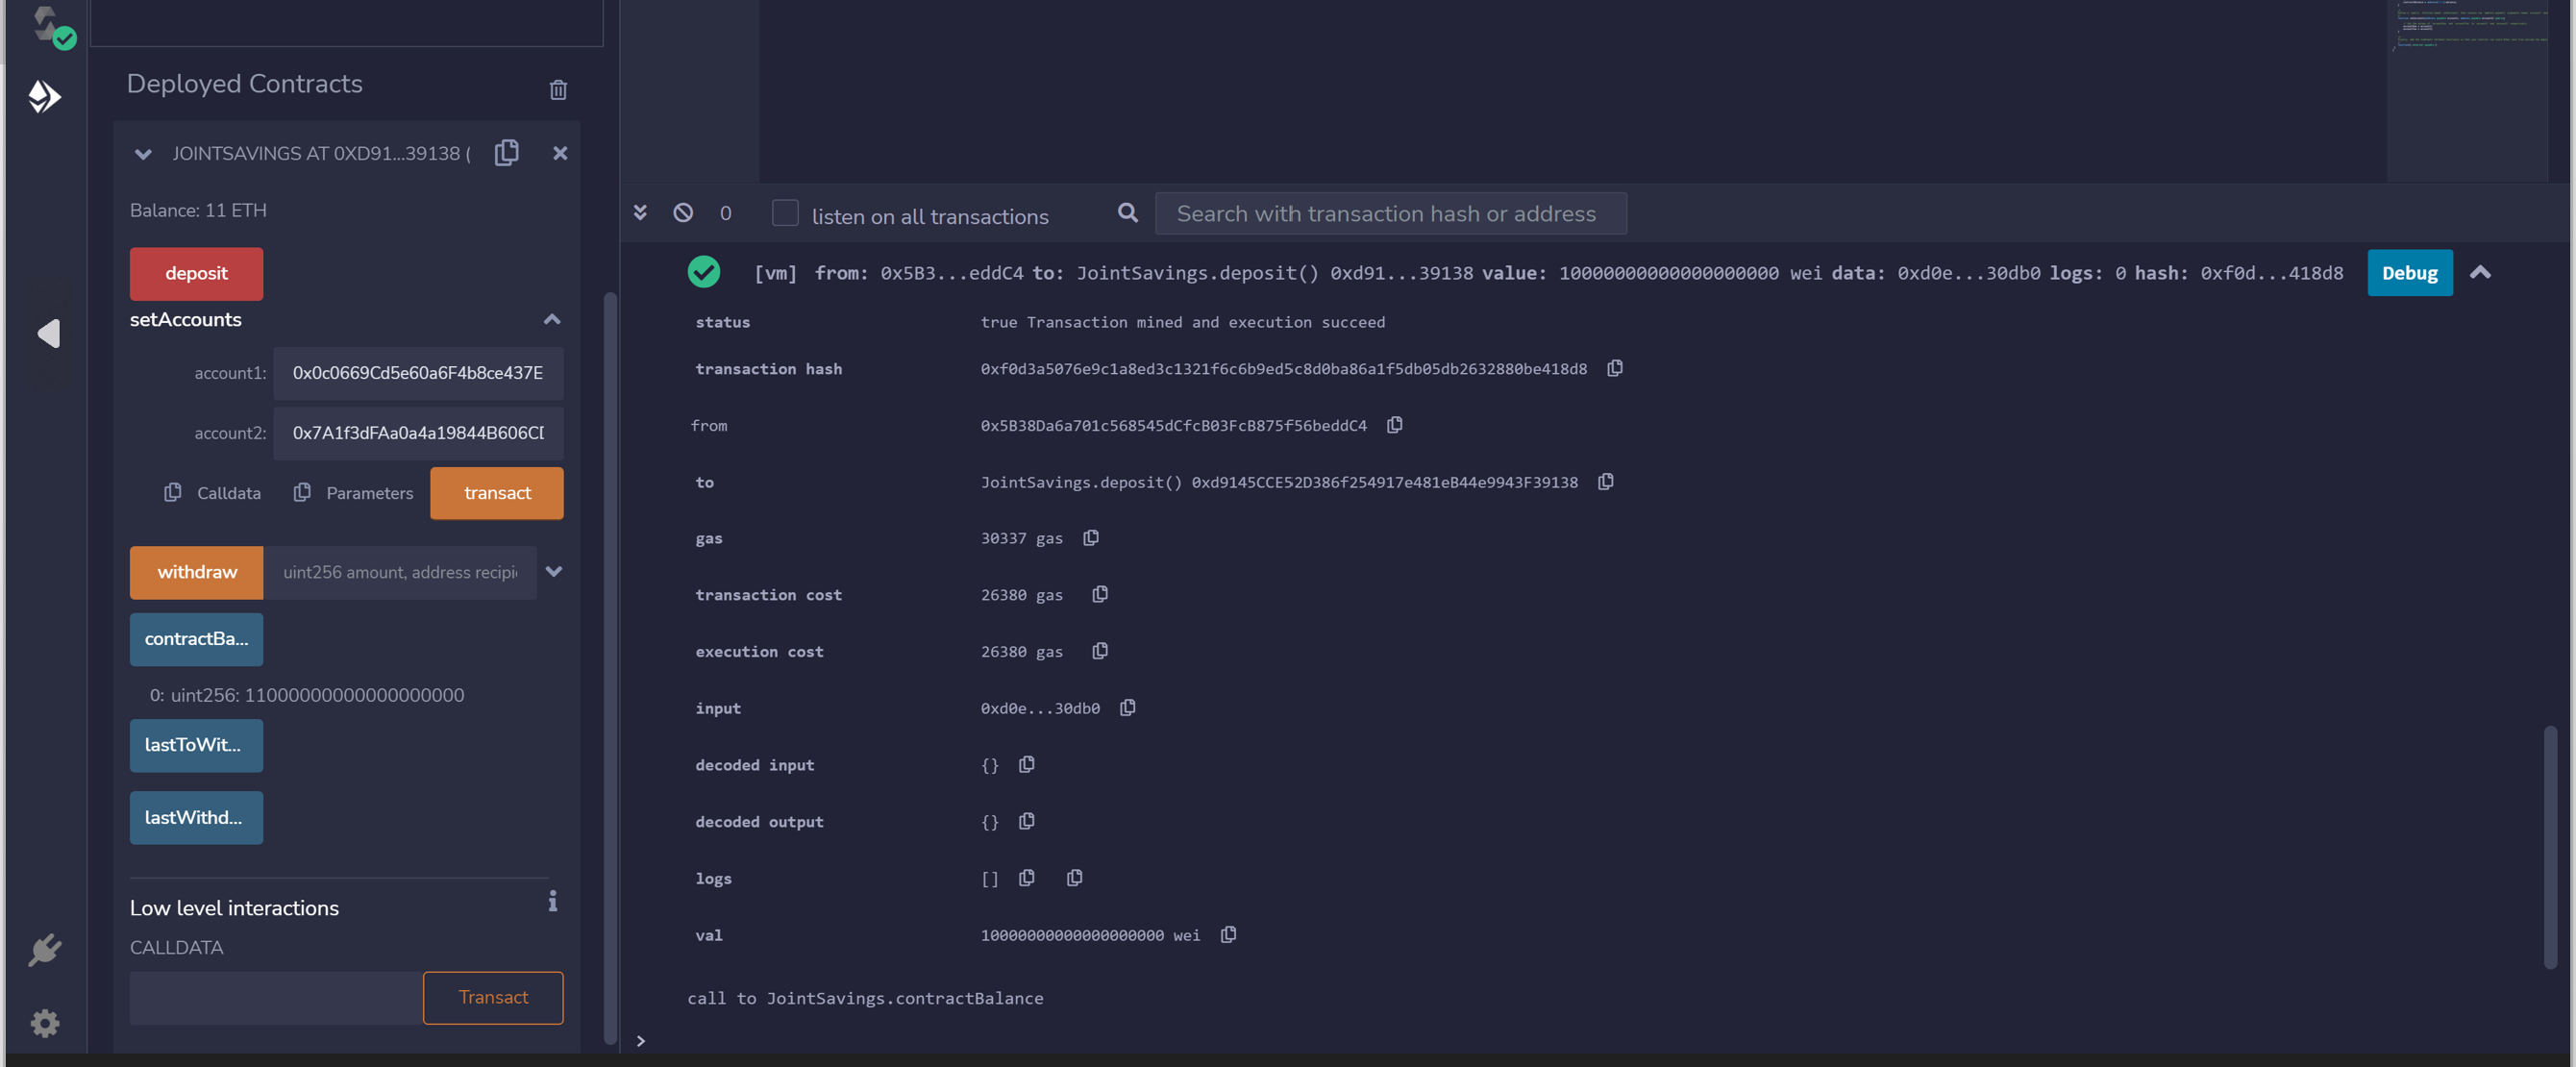 Deployed Contracts
JOINTSAVINGS AT 0XD91...39138 (
Balance: 11 ETH
deposit
setAccounts
account1: 0x0c0669Cd5e60a6F4b8ce437E
account2: 0x7A1f3dFAa0a4a19844B606CI
Calldata Parameters transact
withdraw uint256 amount, address recipi
contractBa...
0: uint256: 11000000000000000000
lastToWit...
lastWithd...
Low level interactions
CALLDATA
Transact
0 listen on all transactions Search with transaction hash or address
[vm] from: 0x5B3...eddC4 to: JointSavings.deposit() 0xd91...39138 value: 10000000000000000000 wei data: 0xd0e...30db0 logs: 0 hash: 0xf0d...418d8 Debug
status true Transaction mined and execution succeed
transaction hash 0xf0d3a5076e9c1a8ed3c1321f6c6b9ed5c8d0ba86a1f5db05db2632880be418d8
from 0x5B38Da6a701c568545dCfcB03FcB875f56beddC4
to JointSavings.deposit() 0xd9145CCE52D386f254917e481eB44e9943F39138
gas 30337 gas
transaction cost 26380 gas
execution cost 26380 gas
input 0xd0e...30db0
decoded input {}
decoded output {}
logs []
val 10000000000000000000 wei
call to JointSavings.contractBalance
>